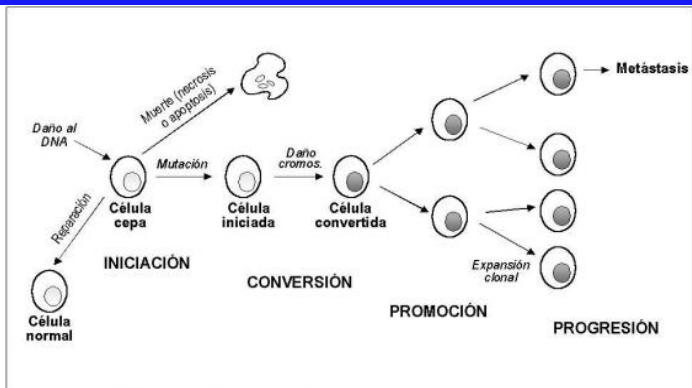 Metástasis
Muerte (necrosis
o apoptosis)
Daño al
DNA
Mutación
Daño
cromos.
Célula
cepa
Célula
iniciada
Célula
convertida
Reparación
INICIACIÓN
CONVERSIÓN
Expansión
clonal
PROMOCIÓN
PROGRESIÓN
Célula
normal